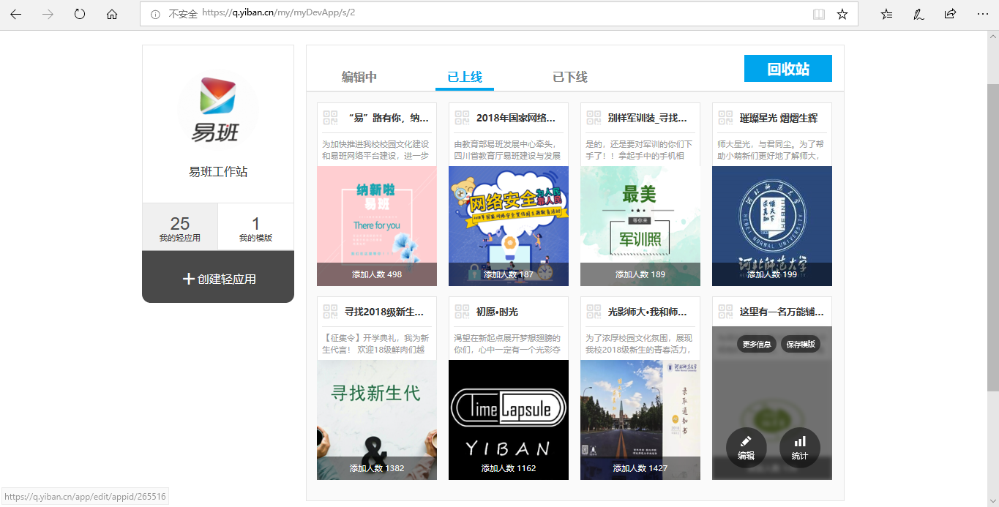 不安全 https://q.yiban.cn/my/myDevApp/s/2
易班
易班工作站
25
我的轻应用
1
我的模版
创建轻应用
编辑中
已上线
已下线
回收站
“易”路有你，纳...
为加快推进我校校园文化建设
和易班网络平台建设，进一步
纳新啦
易班
There for you
添加人数 498
2018年国家网络...
由教育部易班发展中心牵头，
四川省教育厅易班建设与发展
网络安全为人民
靠人民
添加人数 187
别样军训装_寻找...
是的，还是要对军训的你们下
手了！！拿起手中的手机相
最美
等你来
军训照
添加人数 189
璀璨星光 熠熠生辉
师大星光，与君同尘。为了帮
助小萌新们更好地了解师大，
HEBEI NORMAL UNIVERSITY
河北师范大学
添加人数 199
寻找2018级新生...
【征集令】开学典礼，我为新
生代言！ 欢迎18级鲜肉们越
寻找新生代
&
添加人数 1382
初愿•时光
渴望在新起点展开梦想翅膀的
你们，心中一定有一个光彩夺
Time Lapsule
YIBAN
添加人数 1162
光影师大•我和师...
为了浓厚校园文化氛围，展现
我校2018级新生的青春活力，
河北师范大学
录取通知书
添加人数 1427
这里有一名万能辅...
更多信息
保存模版
编辑
统计
https://q.yiban.cn/app/edit/appid/265516